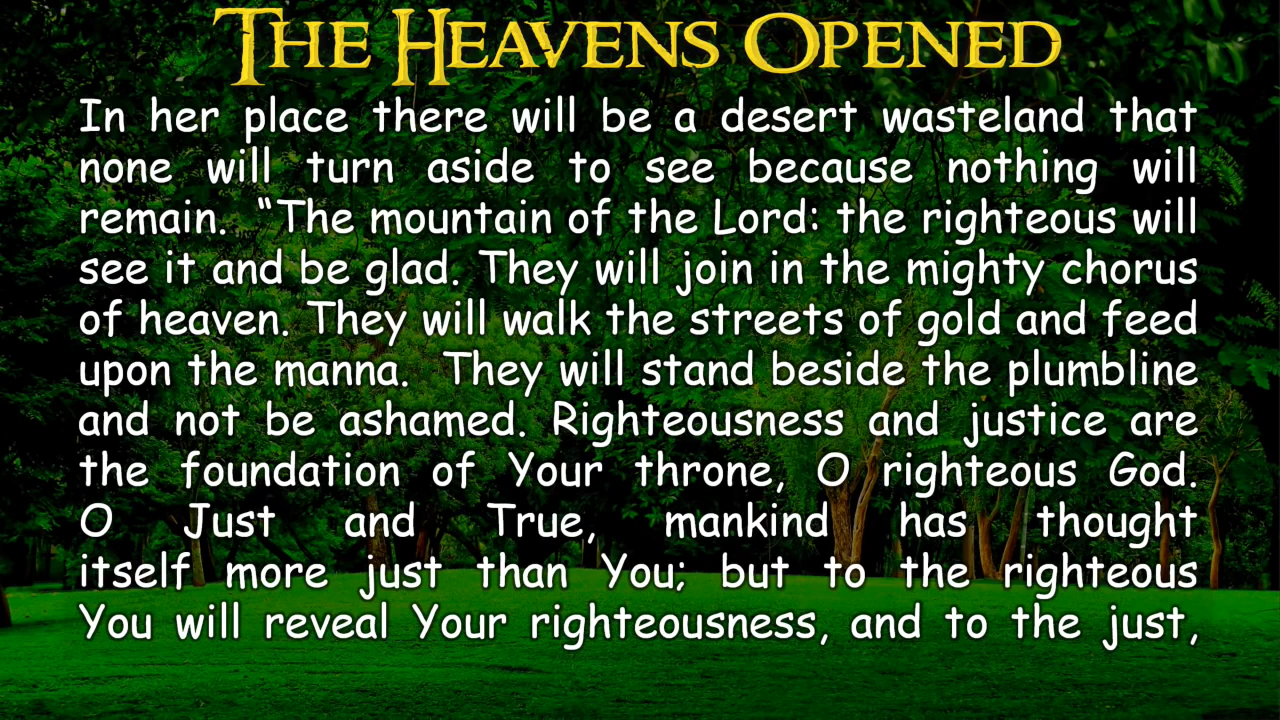 THE HEAVENS OPENED
In her place there will be a desert wasteland that
none will turn aside to see because nothing will
remain. “The mountain of the Lord: the righteous will
see it and be glad. They will join in the mighty chorus
of heaven. They will walk the streets of gold and feed
upon the manna. They will stand beside the plumbline
and not be ashamed. Righteousness and justice are
the foundation of Your throne, O righteous God.
O Just and True, mankind has thought
itself more just than You; but to the righteous
You will reveal Your righteousness, and to the just,